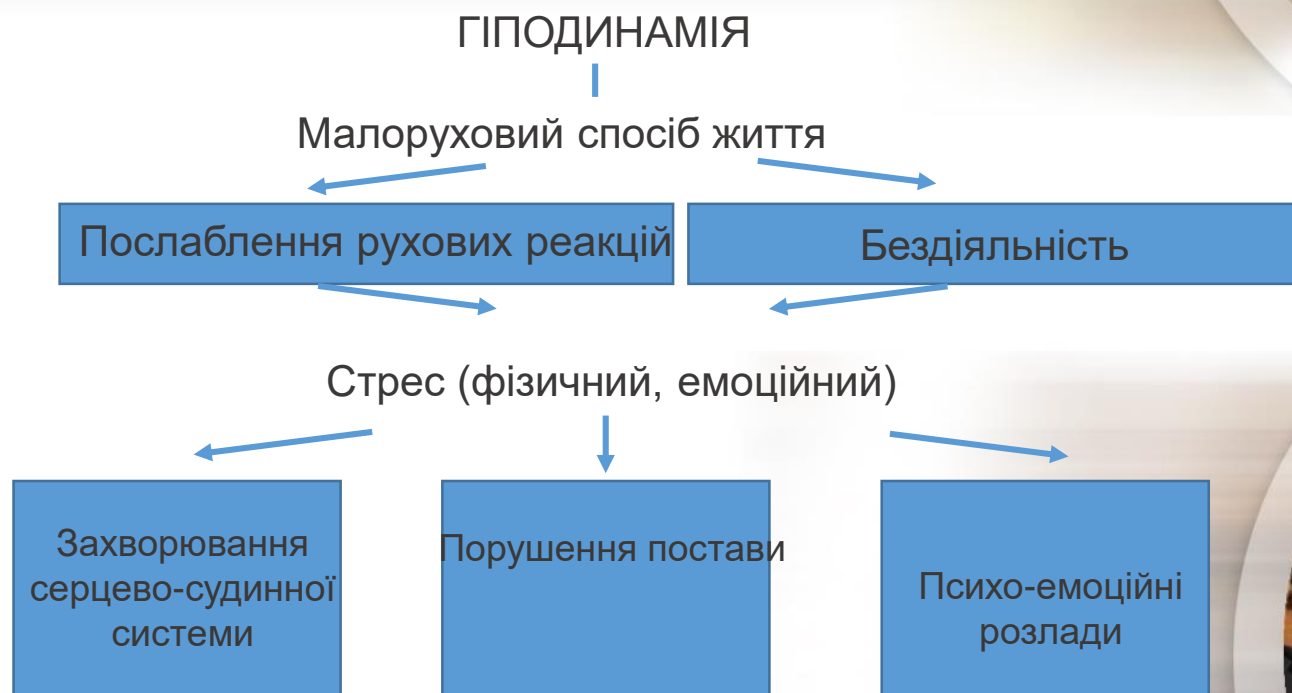 ГІПОДИНАМІЯ
Малоруховий спосіб життя
Послаблення рухових реакцій
Бездіяльність
Стрес (фізичний, емоційний)
Захворювання
серцево-судинної
системи
Порушення постави
Психо-емоційні
розлади